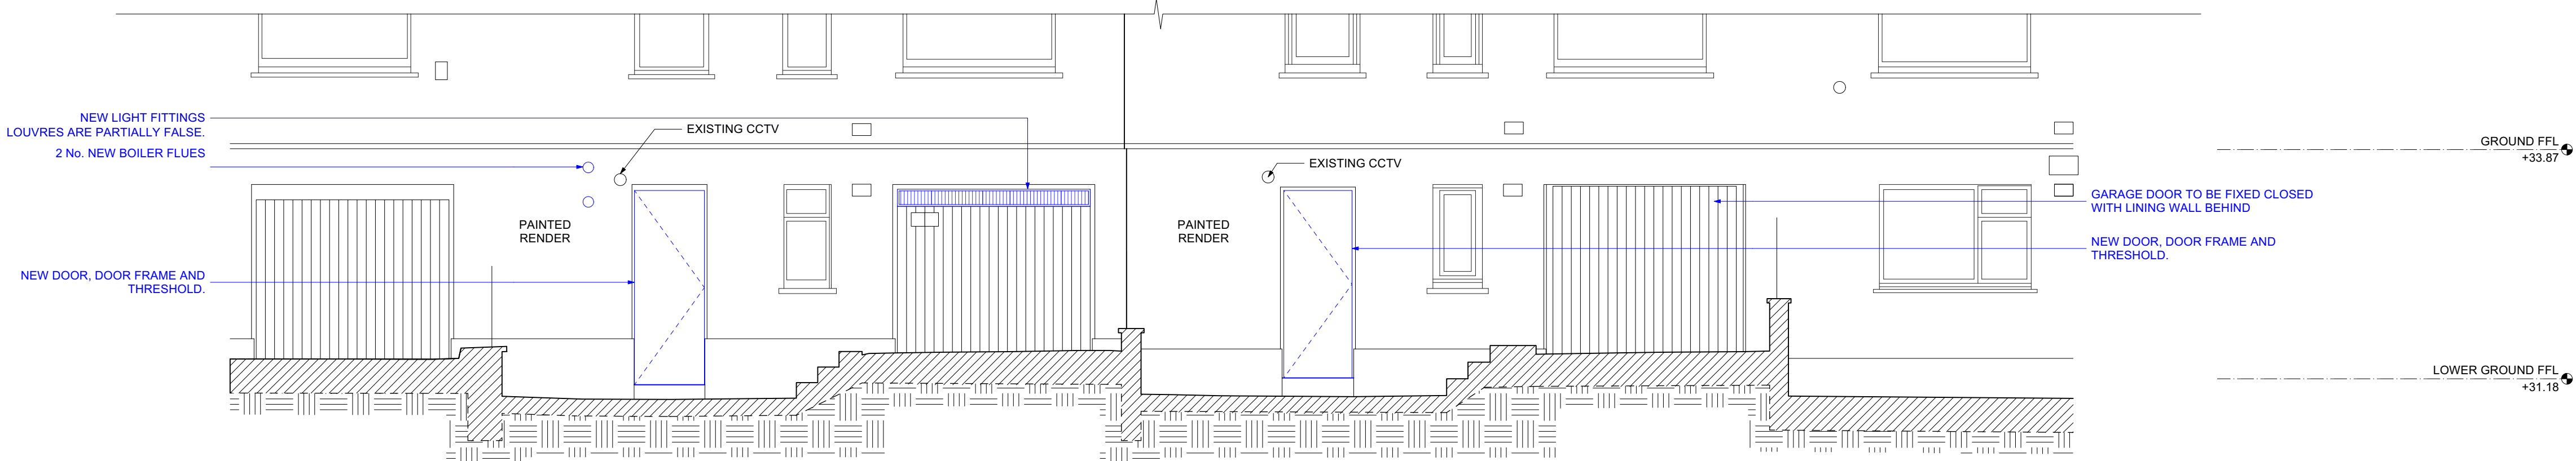 NEW LIGHT FITTINGS
LOUVRES ARE PARTIALLY FALSE.
2 No. NEW BOILER FLUES
NEW DOOR, DOOR FRAME AND
THRESHOLD.
EXISTING CCTV
PAINTED
RENDER
EXISTING CCTV
PAINTED
RENDER
GARAGE DOOR TO BE FIXED CLOSED
WITH LINING WALL BEHIND
NEW DOOR, DOOR FRAME AND
THRESHOLD.
GROUND FFL
+33.87
LOWER GROUND FFL
+31.18